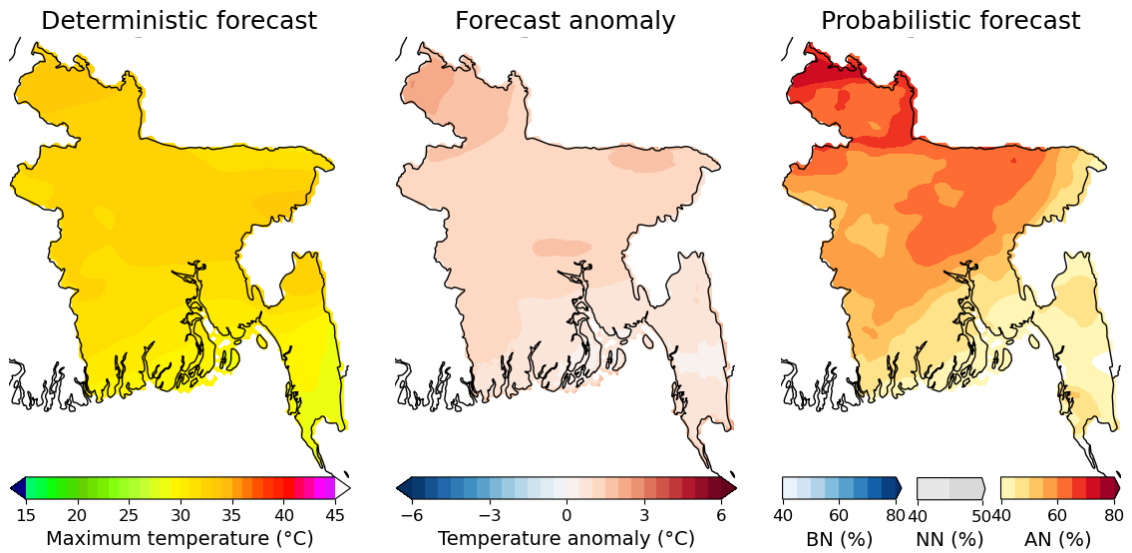 Deterministic forecast
Forecast anomaly
Probabilistic forecast
15 20 25 30 35 40 45
Maximum temperature (°C)
−6 −3 0 3 6
Temperature anomaly (°C)
40 60 80
BN (%)
40 50
NN (%)
40 60 80
AN (%)